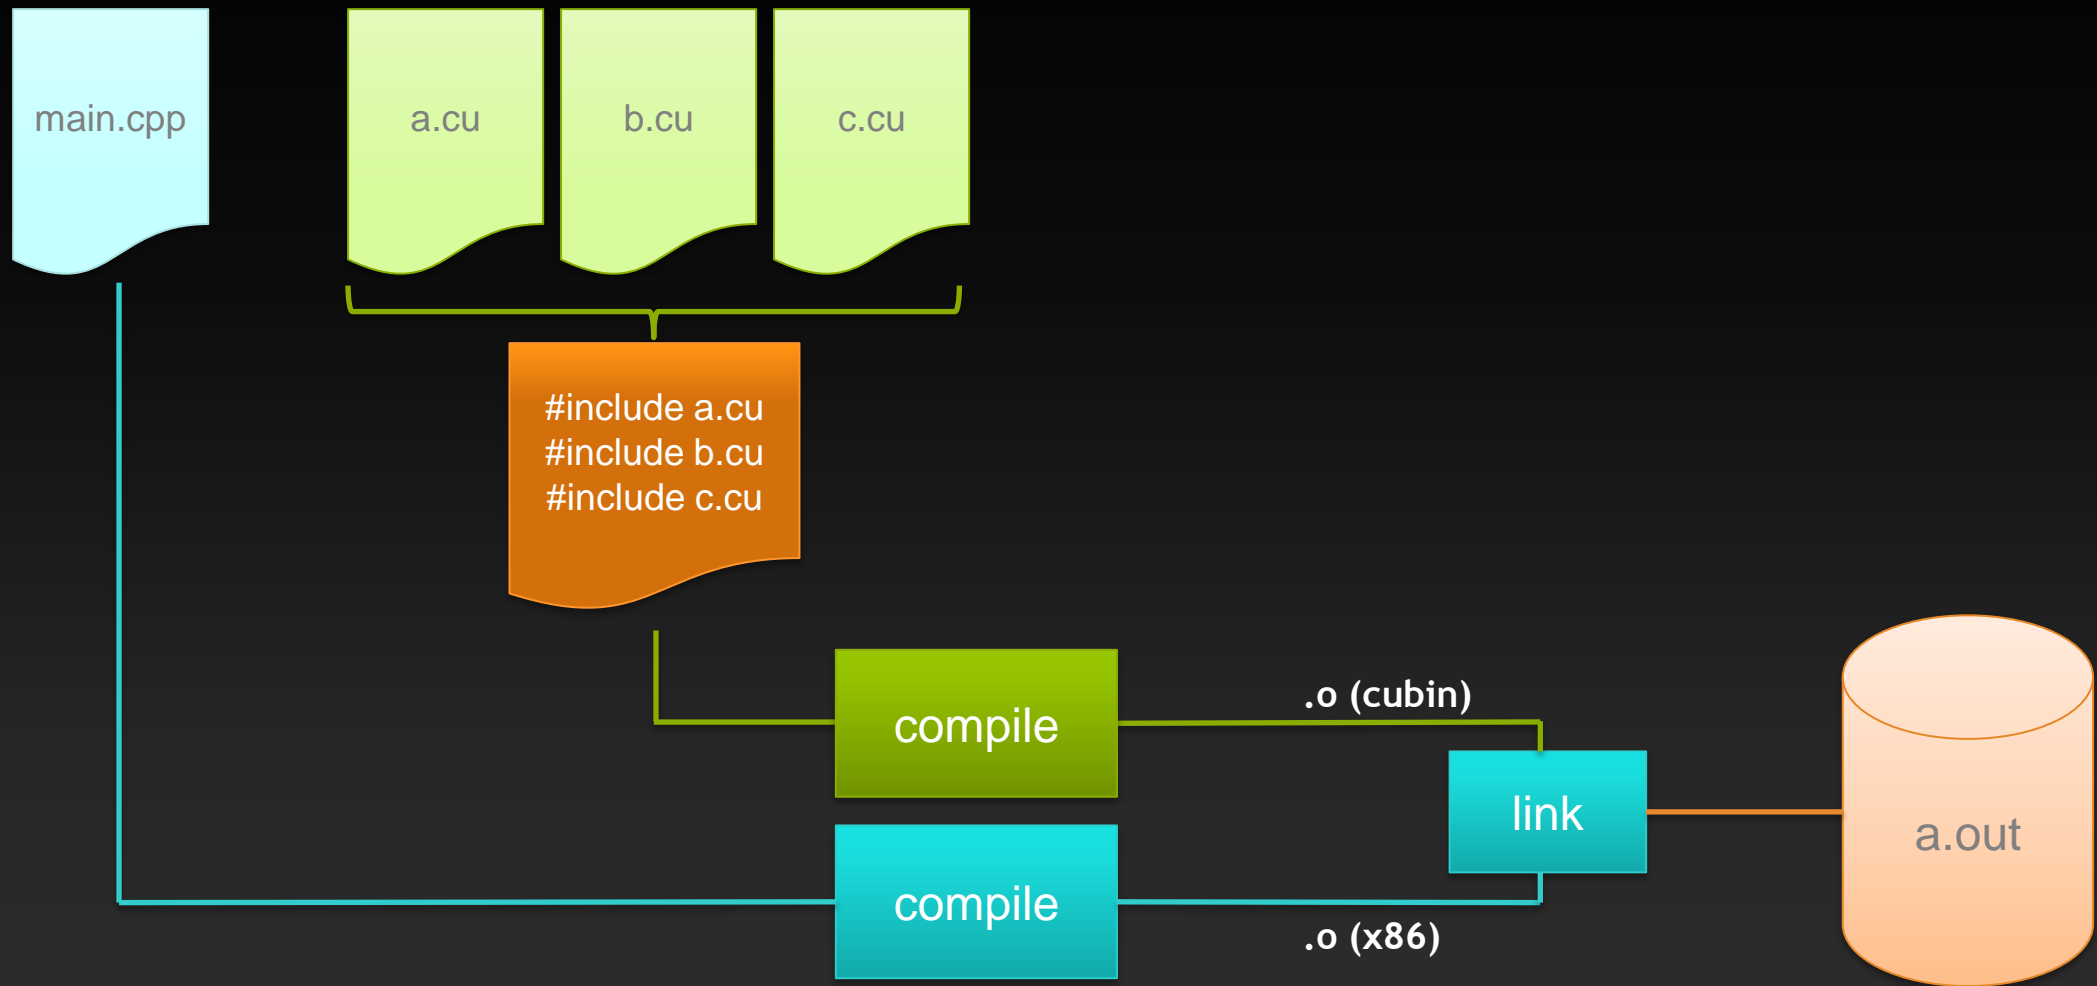 main.cpp
a.cu
b.cu
c.cu
#include a.cu
#include b.cu
#include c.cu
compile
.o (cubin)
link
a.out
compile
.o (x86)